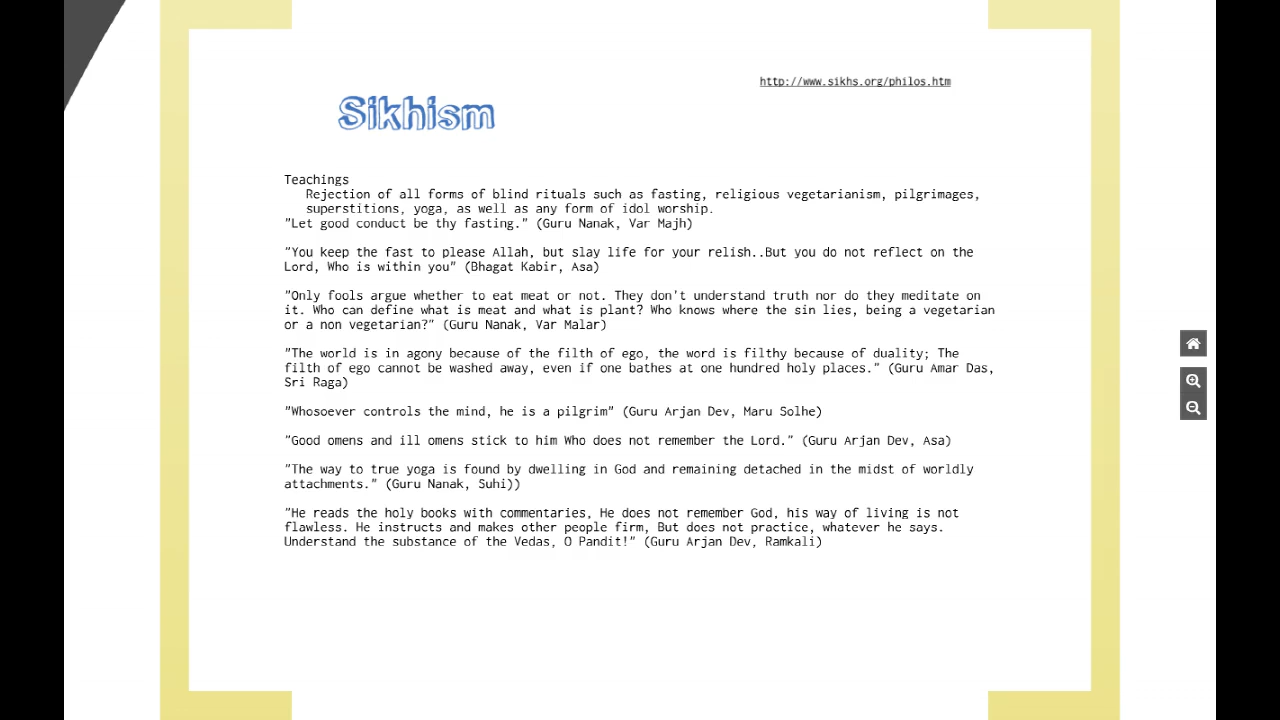 http://www.sikhs.org/philos.htm
Sikhism
Teachings
Rejection of all forms of blind rituals such as fasting, religious vegetarianism, pilgrimages,
superstitions, yoga, as well as any form of idol worship.
"Let good conduct be thy fasting." (Guru Nanak, Var Majh)
"You keep the fast to please Allah, but slay life for your relish..But you do not reflect on the
Lord, Who is within you" (Bhagat Kabir, Asa)
"Only fools argue whether to eat meat or not. They don't understand truth nor do they meditate on
it. Who can define what is meat and what is plant? Who knows where the sin lies, being a vegetarian
or a non vegetarian?" (Guru Nanak, Var Malar)
"The world is in agony because of the filth of ego, the word is filthy because of duality; The
filth of ego cannot be washed away, even if one bathes at one hundred holy places." (Guru Amar Das,
Sri Raga)
"Whosoever controls the mind, he is a pilgrim" (Guru Arjan Dev, Maru Solhe)
"Good omens and ill omens stick to him Who does not remember the Lord." (Guru Arjan Dev, Asa)
"The way to true yoga is found by dwelling in God and remaining detached in the midst of worldly
attachments." (Guru Nanak, Suhi))
"He reads the holy books with commentaries, He does not remember God, his way of living is not
flawless. He instructs and makes other people firm, But does not practice, whatever he says.
Understand the substance of the Vedas, O Pandit!" (Guru Arjan Dev, Ramkali)